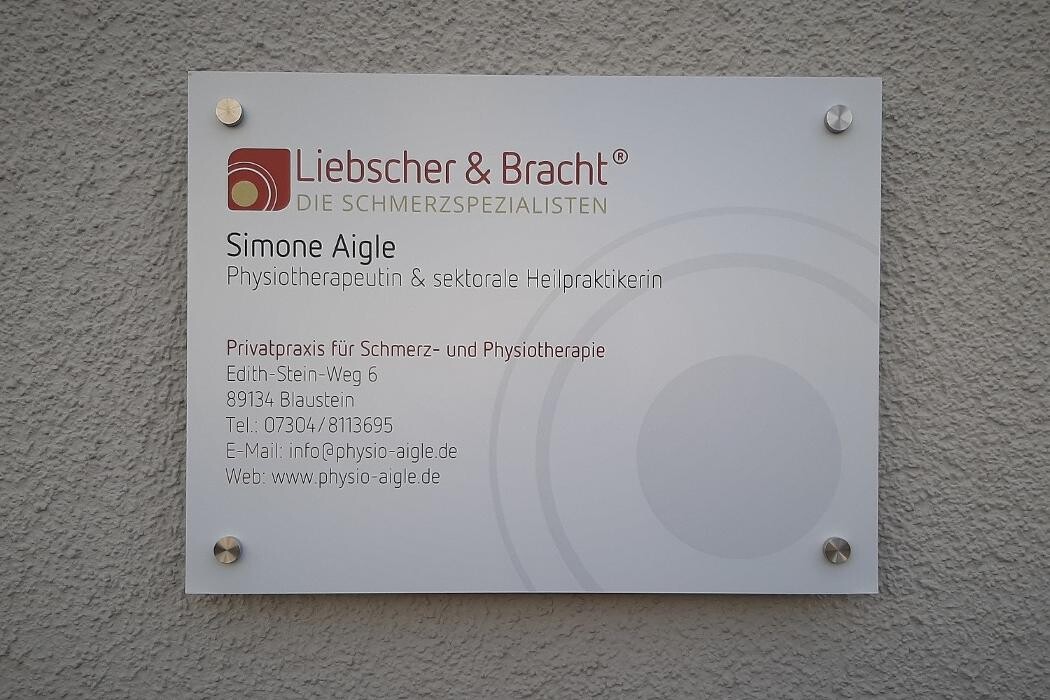 Liebscher & Bracht®
DIE SCHMERZSPEZIALISTEN
Simone Aigle
Physiotherapeutin & sektorale Heilpraktikerin
Privatpraxis für Schmerz- und Physiotherapie
Edith-Stein-Weg 6
89134 Blaustein
Tel.: 07304/8113695
E-Mail: info@physio-aigle.de
Web: www.physio-aigle.de